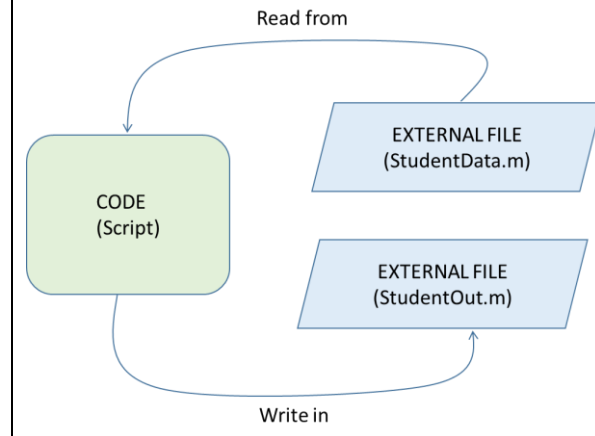 Read from
EXTERNAL FILE
(StudentData.m)
CODE
(Script)
EXTERNAL FILE
(StudentOut.m)
Write in